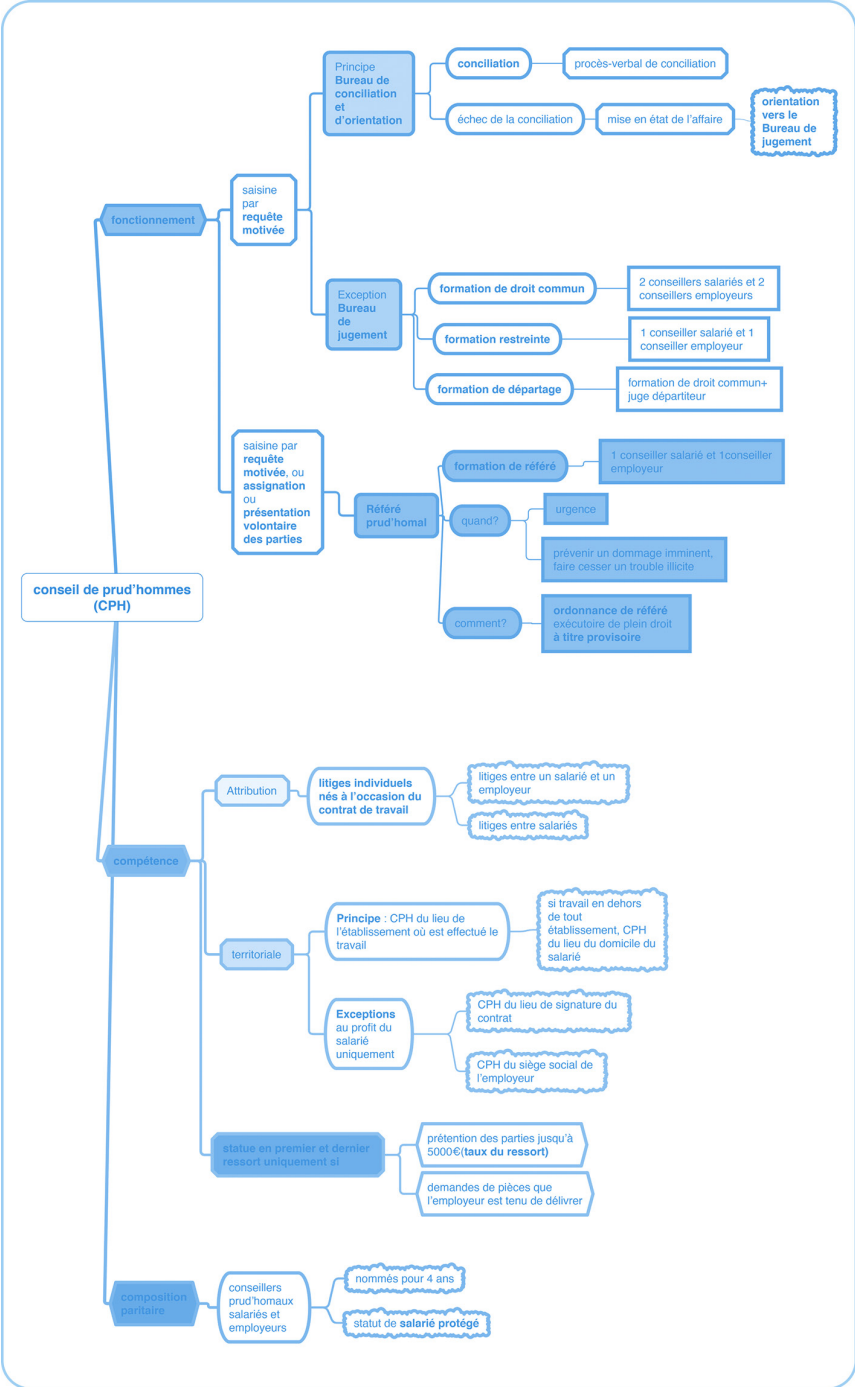 conseil de prud'hommes
(CPH)
fonctionnement
saisine
par
requête
motivée
Principe
Bureau de
conciliation
et
d'orientation
conciliation
procès-verbal de conciliation
échec de la conciliation
mise en état de l'affaire
orientation
vers le
Bureau de
jugement
Exception
Bureau
de
jugement
formation de droit commun
2 conseillers salariés et 2
conseillers employeurs
formation restreinte
1 conseiller salarié et 1
conseiller employeur
formation de départage
formation de droit commun+
juge départiteur
saisine par
requête
motivée, ou
assignation
ou
présentation
volontaire
des parties
Référé
prud'homal
formation de référé
1 conseiller salarié et 1conseiller
employeur
quand?
urgence
prévenir un dommage imminent,
faire cesser un trouble illicite
comment?
ordonnance de référé
exécutoire de plein droit
à titre provisoire
compétence
Attribution
litiges individuels
nés à l'occasion du
contrat de travail
litiges entre un salarié et un
employeur
litiges entre salariés
territoriale
Principe : CPH du lieu de
l'établissement où est effectué le
travail
si travail en dehors
de tout
établissement, CPH
du lieu du domicile du
salarié
Exceptions
au profit du
salarié
uniquement
CPH du lieu de signature du
contrat
CPH du siège social de
l'employeur
statue en premier et dernier
ressort uniquement si
prétention des parties jusqu'à
5000€(taux du ressort)
demandes de pièces que
l'employeur est tenu de délivrer
composition
paritaire
conseillers
prud'homaux
salariés et
employeurs
nommés pour 4 ans
statut de salarié protégé